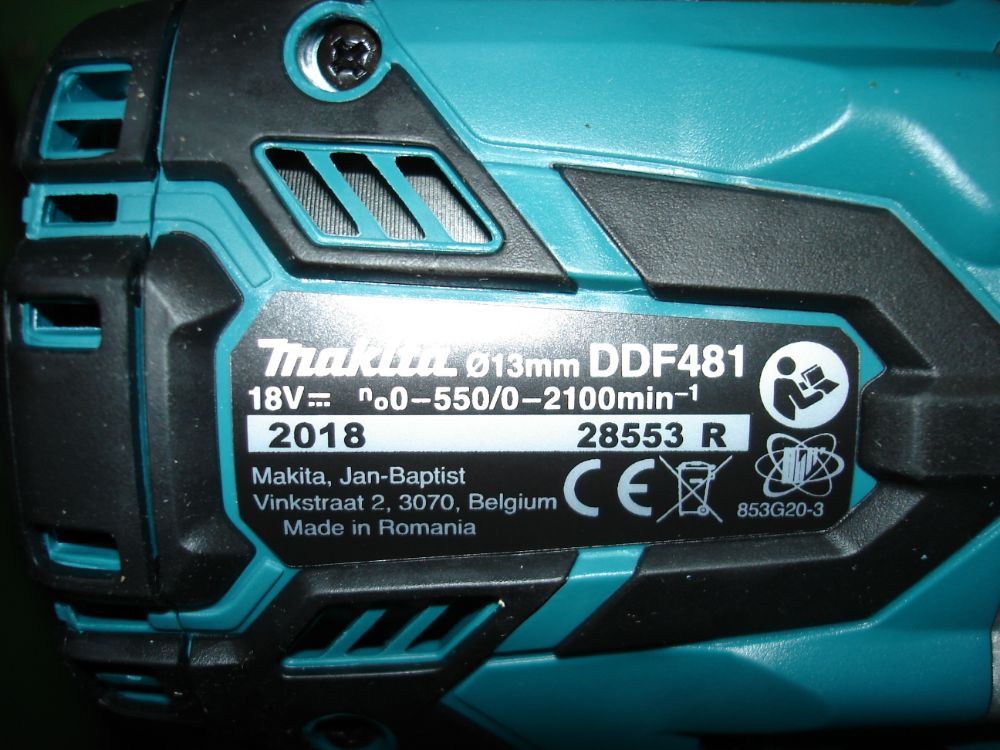 makita Ø13mm DDF481
18V⎓ n₀0-550/0-2100min⁻¹
2018 28553 R
Makita, Jan-Baptist
Vinkstraat 2, 3070, Belgium
Made in Romania
CE
853G20-3